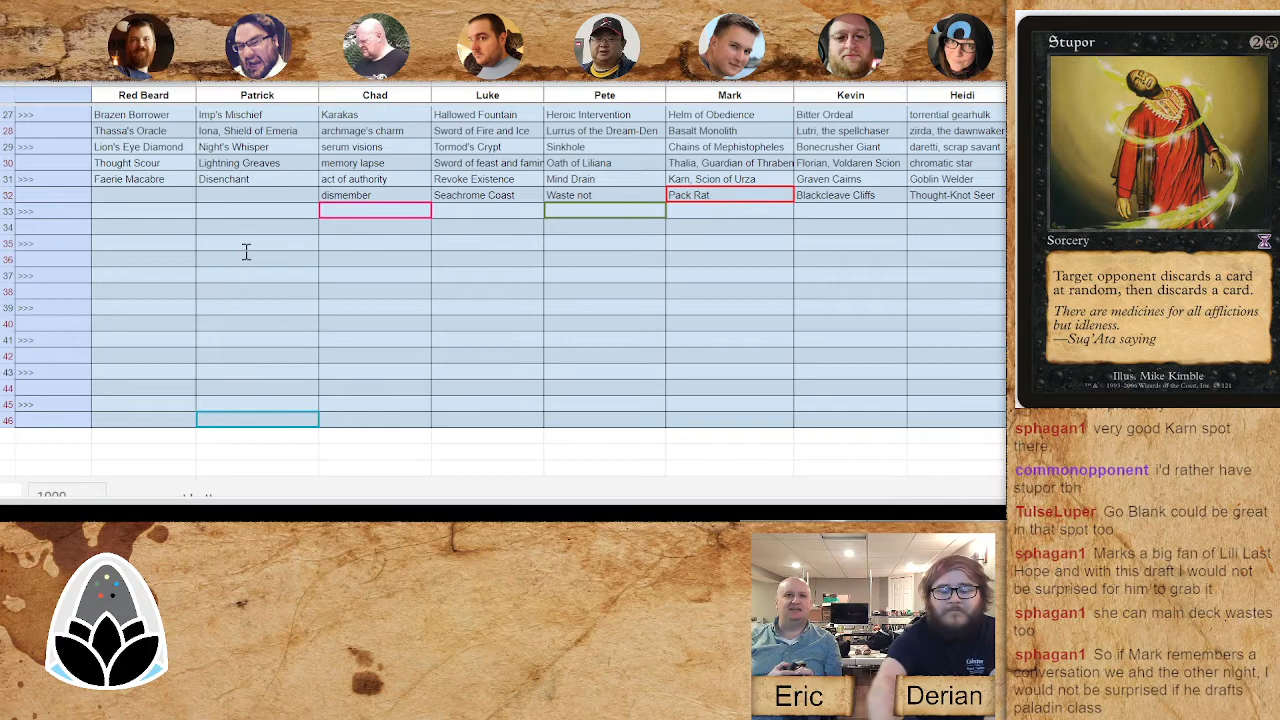 Red Beard Patrick Chad Luke Pete Mark Kevin Heidi
27 >>> Brazen Borrower Imp's Mischief Karakas Hallowed Fountain Heroic Intervention Helm of Obedience Bitter Ordeal torrential gearhulk
28 >>> Thassa's Oracle Iona, Shield of Emeria archmage's charm Sword of Fire and Ice Lurrus of the Dream-Den Basalt Monolith Lutri, the spellchaser zirda, the dawnwaker
29 >>> Lion's Eye Diamond Night's Whisper serum visions Tormod's Crypt Sinkhole Chains of Mephistopheles Bonecrusher Giant daretti, scrap savant
30 >>> Thought Scour Lightning Greaves memory lapse Sword of feast and famin Oath of Liliana Thalia, Guardian of Thraben Florian, Voldaren Scion chromatic star
31 >>> Faerie Macabre Disenchant act of authority Revoke Existence Mind Drain Karn, Scion of Urza Graven Cairns Goblin Welder
32 dismember Seachrome Coast Waste not Pack Rat Blackcleave Cliffs Thought-Knot Seer
33 >>>
34
35 >>>
36
37 >>>
38
39 >>>
40
41 >>>
42
43 >>>
44
45 >>>
46
Stupor 2
Sorcery
Target opponent discards a card
at random, then discards a card.
There are medicines for all afflictions
but idleness.
—Suq'Ata saying
Illus. Mike Kimble
sphagan1 very good Karn spot
there.
commonopponent i'd rather have
stupor tbh
TulseLuper Go Blank could be great
in that spot too
sphagan1 Marks a big fan of Lili Last
Hope and with this draft I would not
be surprised for him to grab it
sphagan1 she can main deck wastes
too
sphagan1 So if Mark remembers a
conversation we and the other night, I
would not be surprised if he drafts
paladin class
Eric
Derian